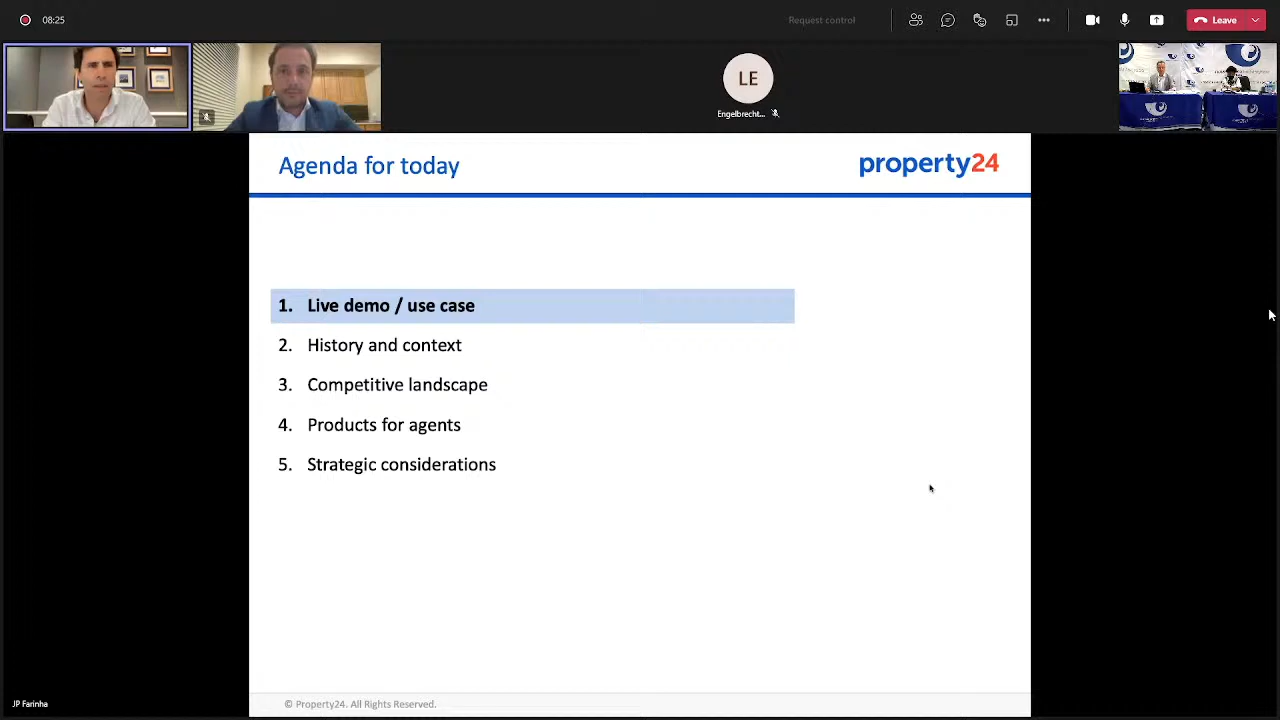 08:25
Request control
Leave
LE
Engelbrecht...
Agenda for today
property24
1. Live demo / use case
2. History and context
3. Competitive landscape
4. Products for agents
5. Strategic considerations
JP Farinha
© Property24. All Rights Reserved.